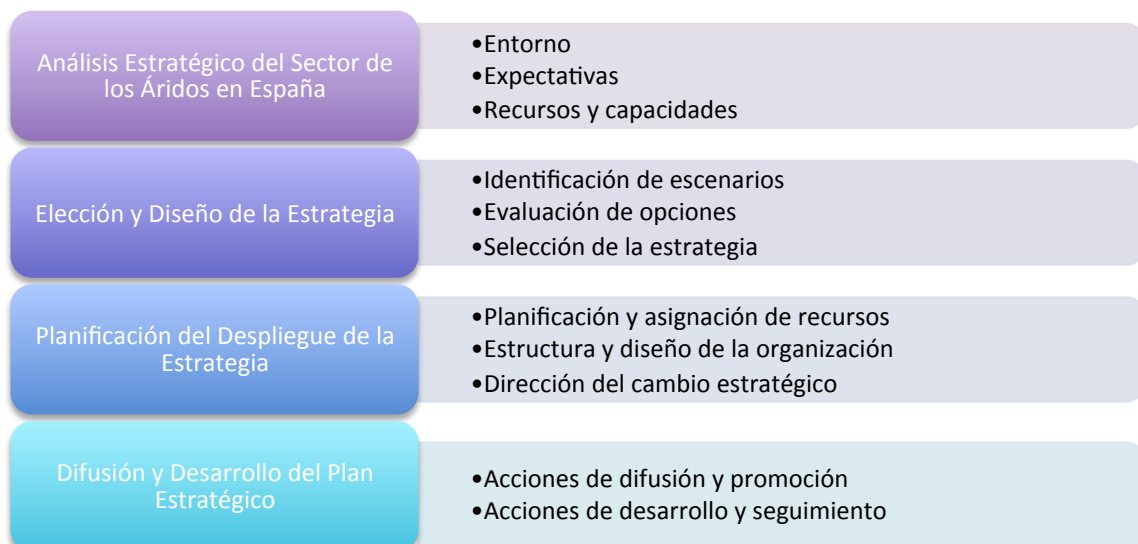 Análisis Estratégico del Sector de
los Áridos en España
•Entorno
•Expectativas
•Recursos y capacidades
Elección y Diseño de la Estrategia
•Identificación de escenarios
•Evaluación de opciones
•Selección de la estrategia
Planificación del Despliegue de la
Estrategia
•Planificación y asignación de recursos
•Estructura y diseño de la organización
•Dirección del cambio estratégico
Difusión y Desarrollo del Plan
Estratégico
•Acciones de difusión y promoción
•Acciones de desarrollo y seguimiento